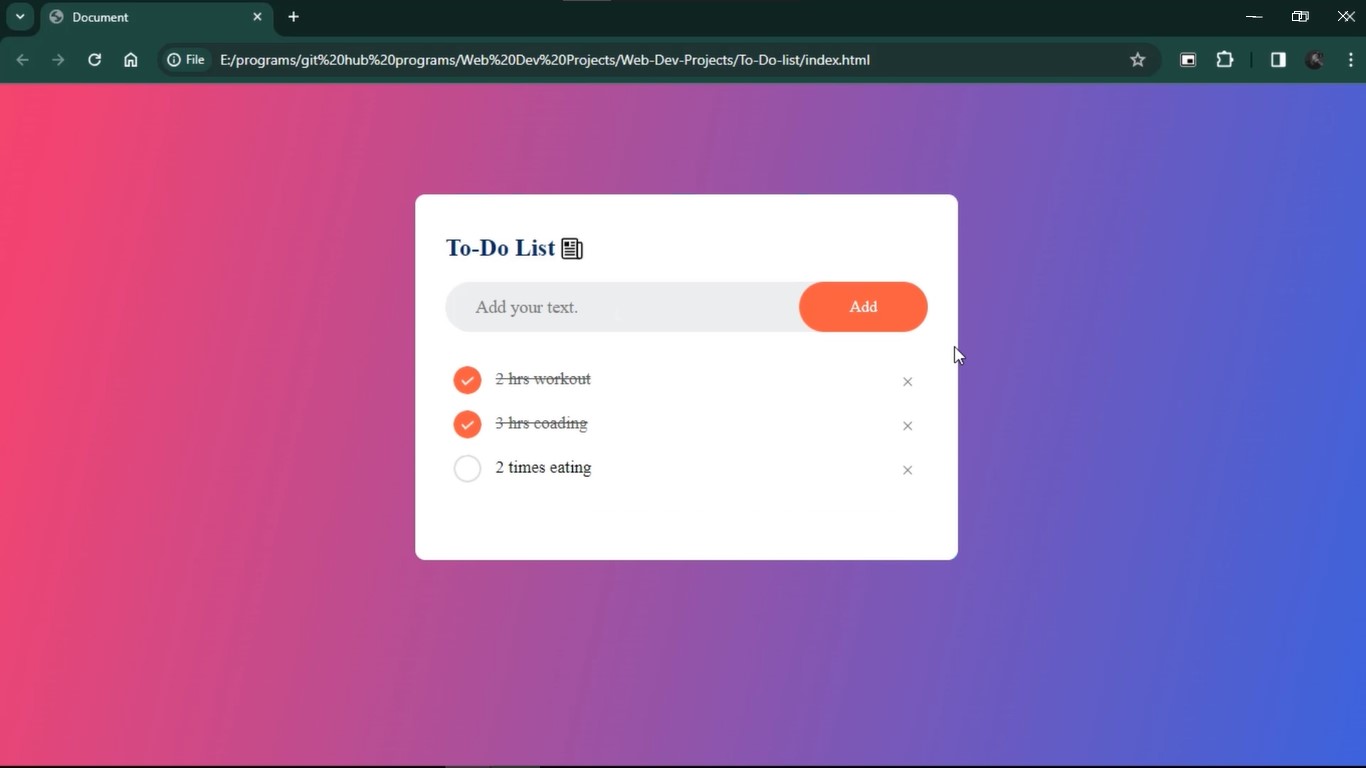 Document
File E:/programs/git%20hub%20programs/Web%20Dev%20Projects/Web-Dev-Projects/To-Do-list/index.html
To-Do List
Add your text. Add
2 hrs workout
3 hrs coading
2 times eating